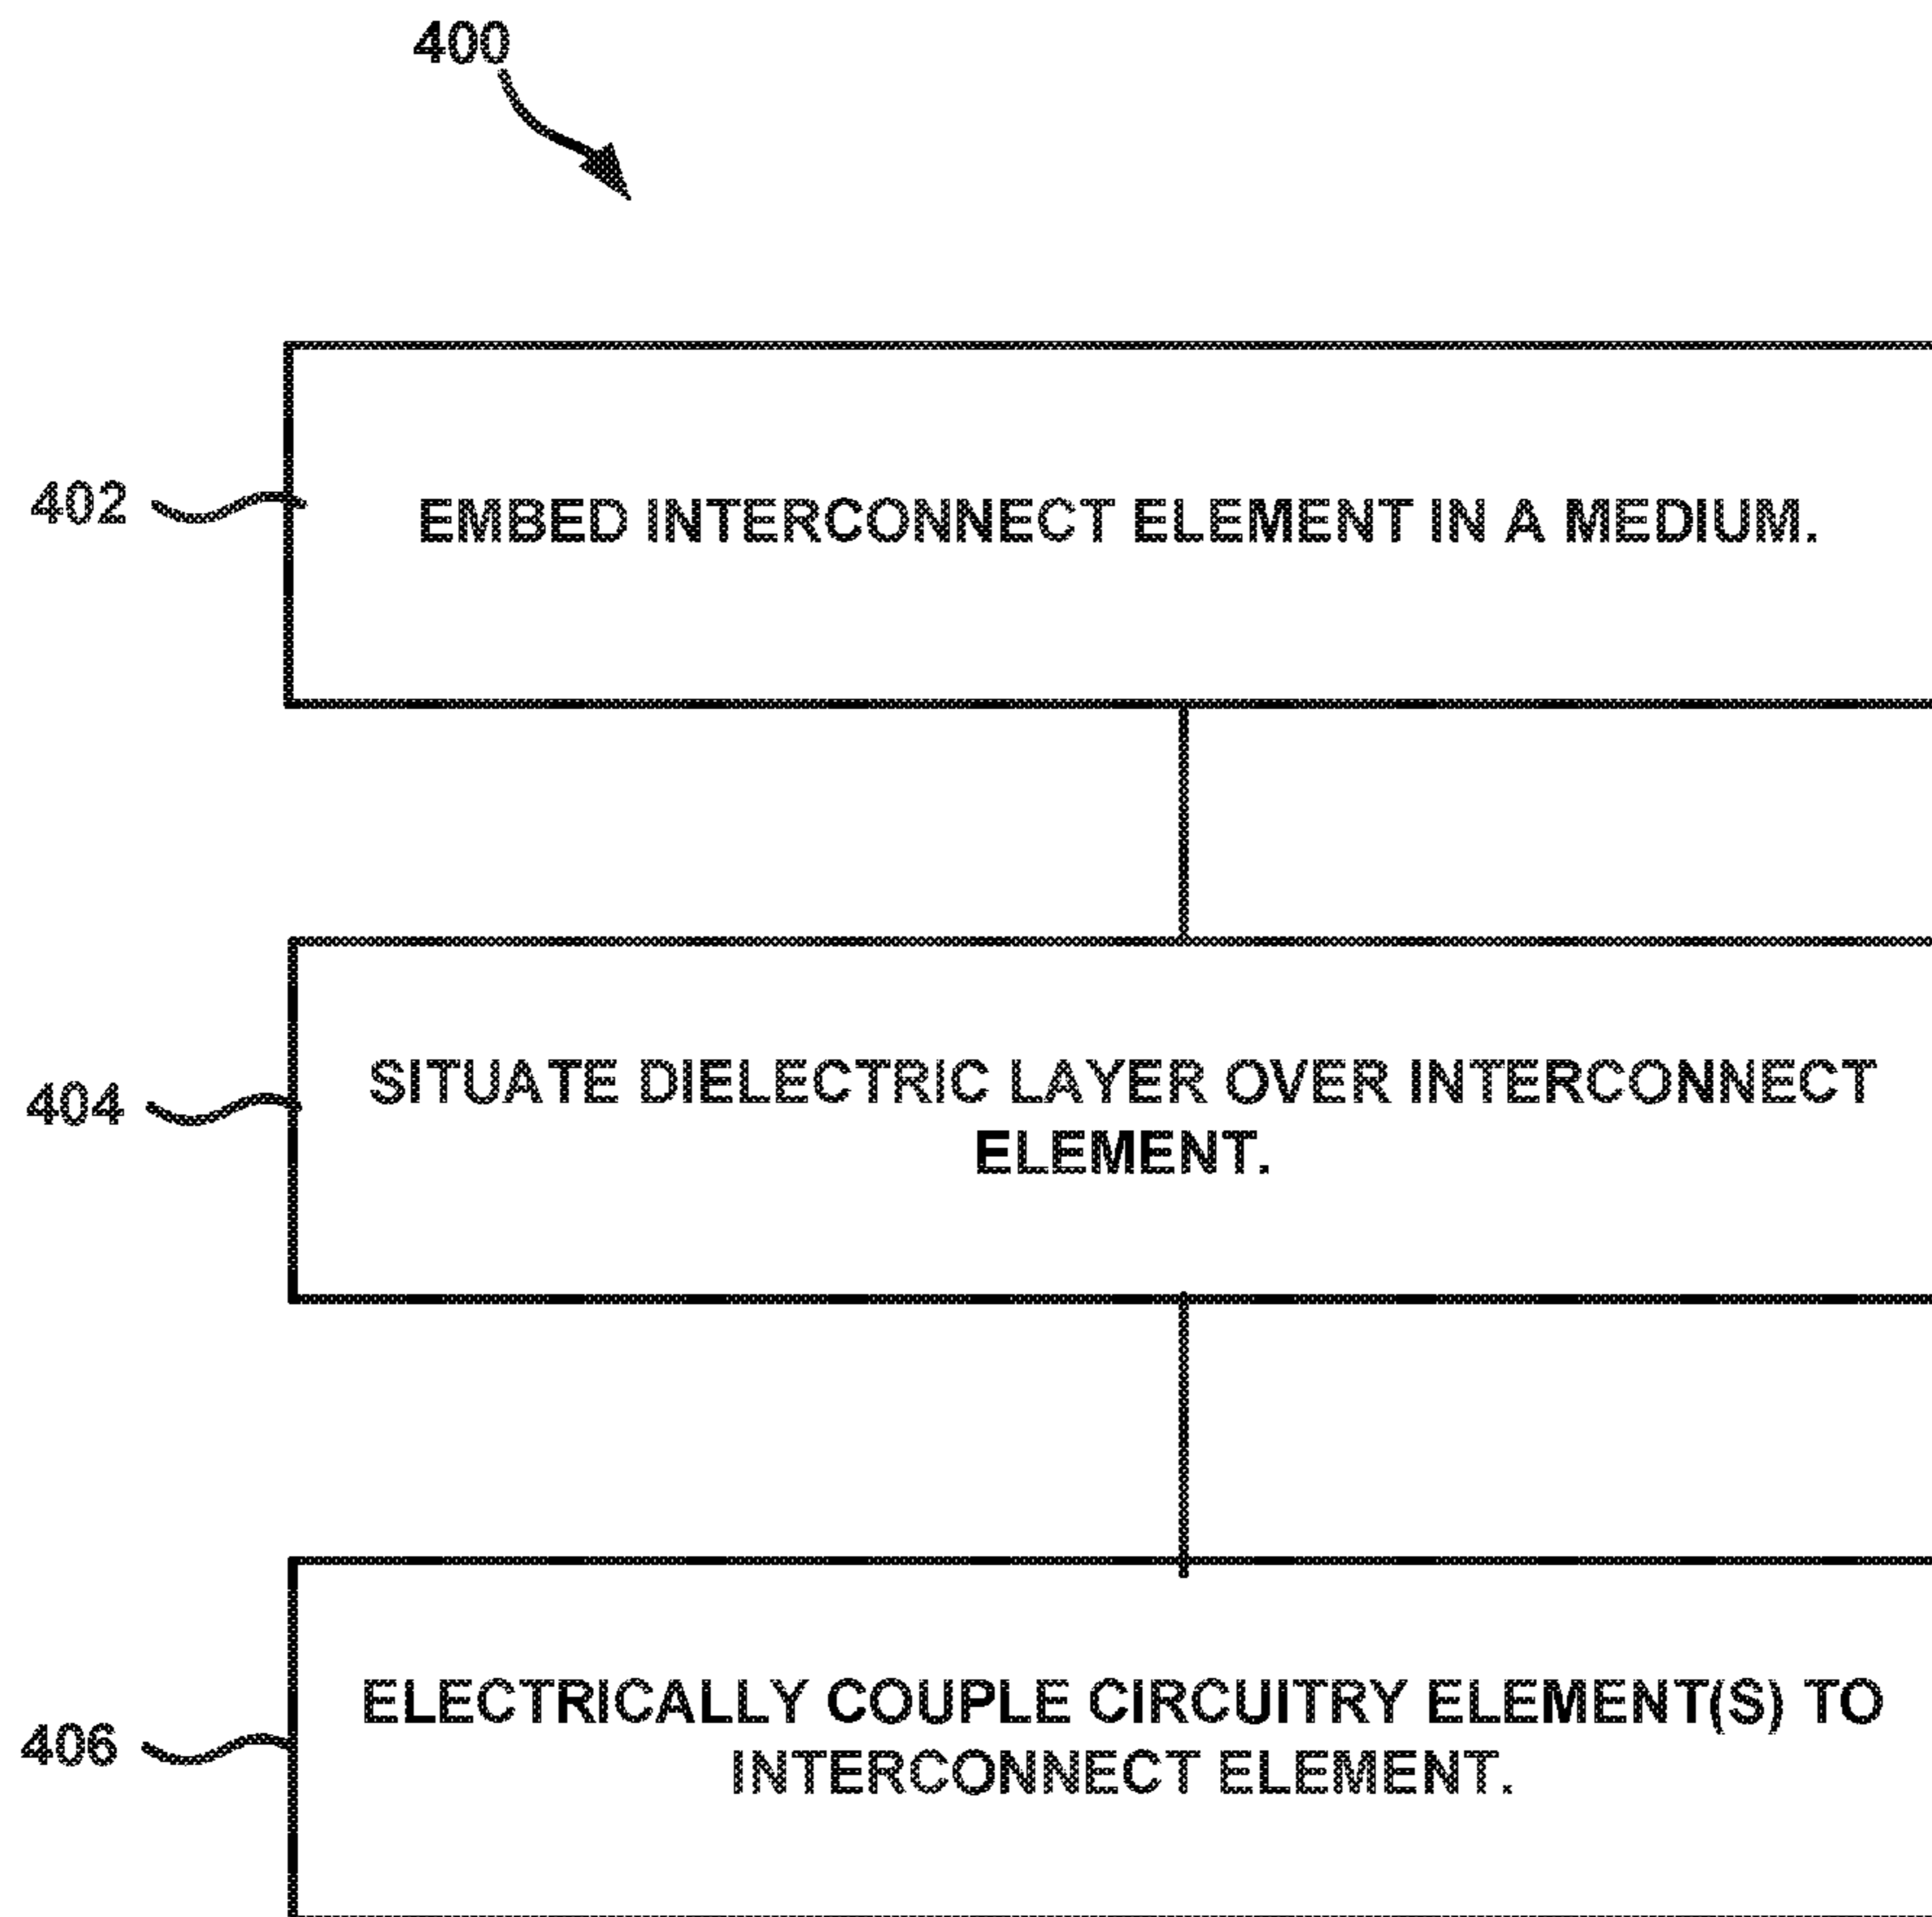 400
402
EMBED INTERCONNECT ELEMENT IN A MEDIUM.
404
SITUATE DIELECTRIC LAYER OVER INTERCONNECT
ELEMENT.
406
ELECTRICALLY COUPLE CIRCUITRY ELEMENT(S) TO
INTERCONNECT ELEMENT.